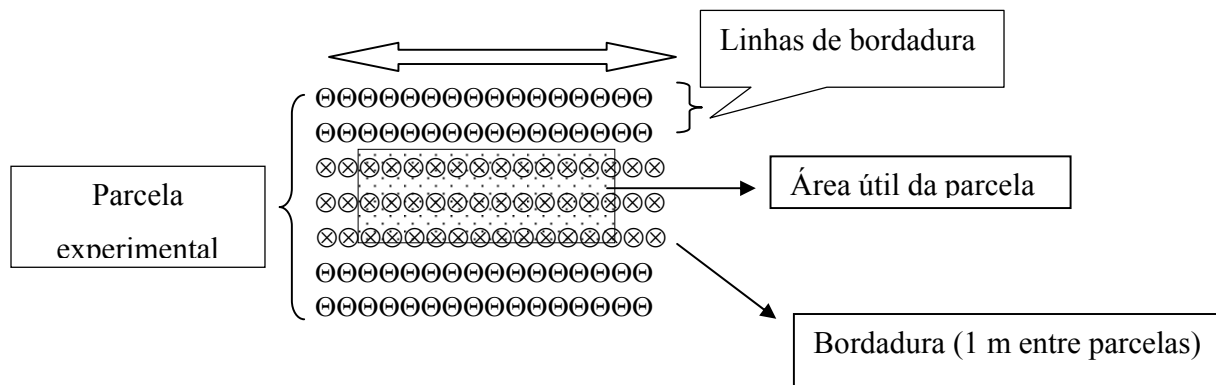 Linhas de bordadura
Parcela
experimental
Área útil da parcela
Bordadura (1 m entre parcelas)